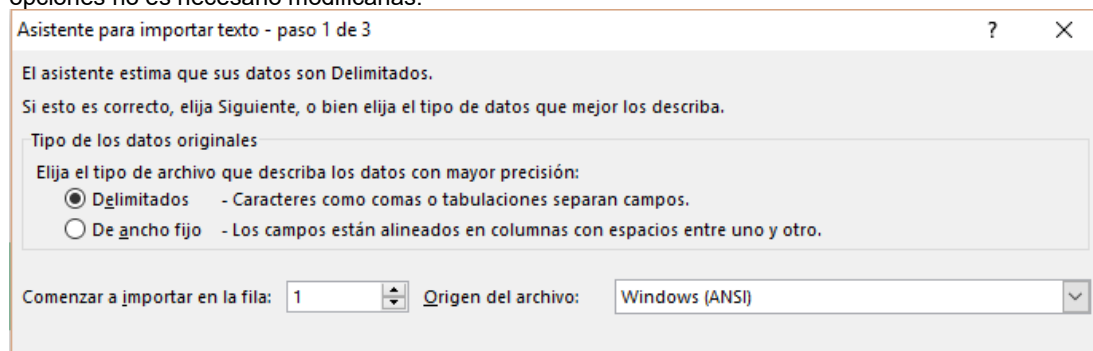 opciones no es necesario modificarlas.
Asistente para importar texto - paso 1 de 3 ? X
El asistente estima que sus datos son Delimitados.
Si esto es correcto, elija Siguiente, o bien elija el tipo de datos que mejor los describa.
Tipo de los datos originales
Elija el tipo de archivo que describa los datos con mayor precisión:
Delimitados - Caracteres como comas o tabulaciones separan campos.
De ancho fijo - Los campos están alineados en columnas con espacios entre uno y otro.
Comenzar a importar en la fila: 1 Origen del archivo: Windows (ANSI)